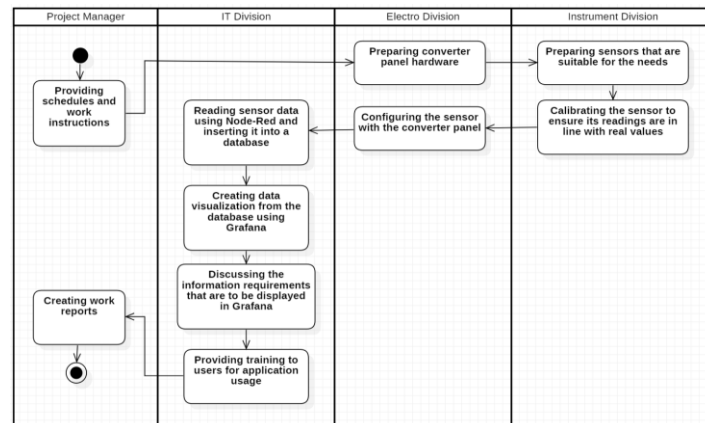 Project Manager
IT Division
Electro Division
Instrument Division
Providing
schedules and
work
instructions
Preparing converter
panel hardware
Preparing sensors that are
suitable for the needs
Calibrating the sensor to
ensure its readings are in
line with real values
Configuring the sensor
with the converter panel
Reading sensor data
using Node-Red and
inserting it into a
database
Creating data
visualization from the
database using
Grafana
Discussing the
information requirements
that are to be displayed
in Grafana
Providing training to
users for application
usage
Creating work
reports